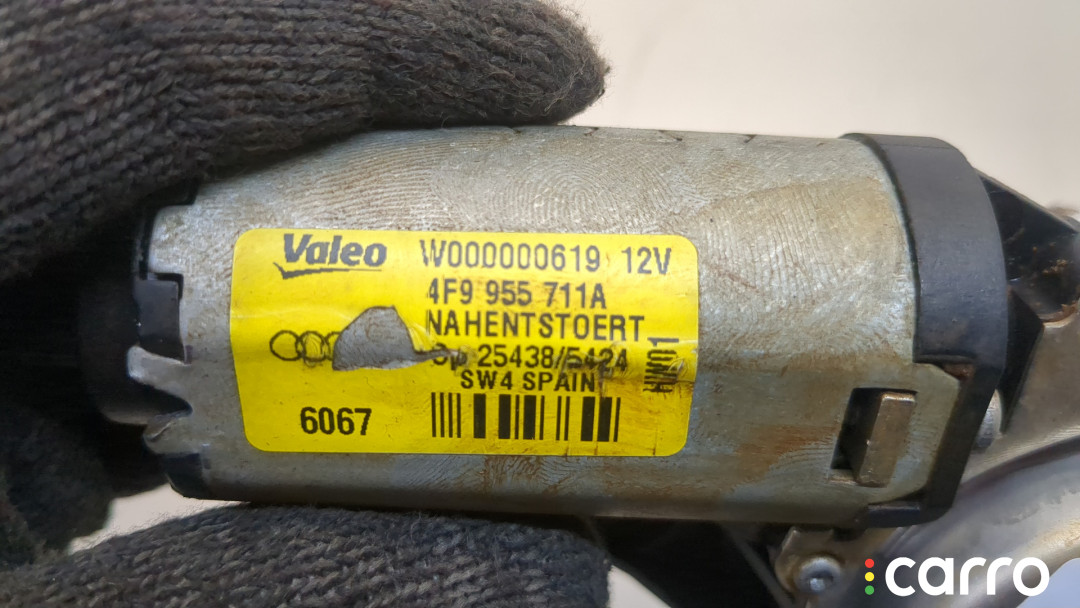 Valeo W000000619 12V
4F9 955 711A
NAHENTSTOERT
25438/5424
SW4 SPAIN
6067
carro